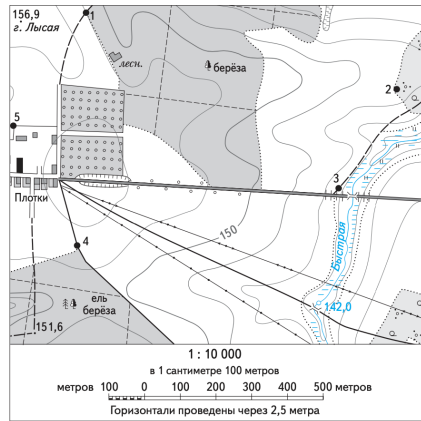 156,9
г. Лысая
1
лесн.
берёза
2
5
3
Плотки
4
150
Быстрая
ель
берёза
142,0
151,6
1 : 10 000
в 1 сантиметре 100 метров
метров 100 0 100 200 300 400 500 метров
Горизонтали проведены через 2,5 метра